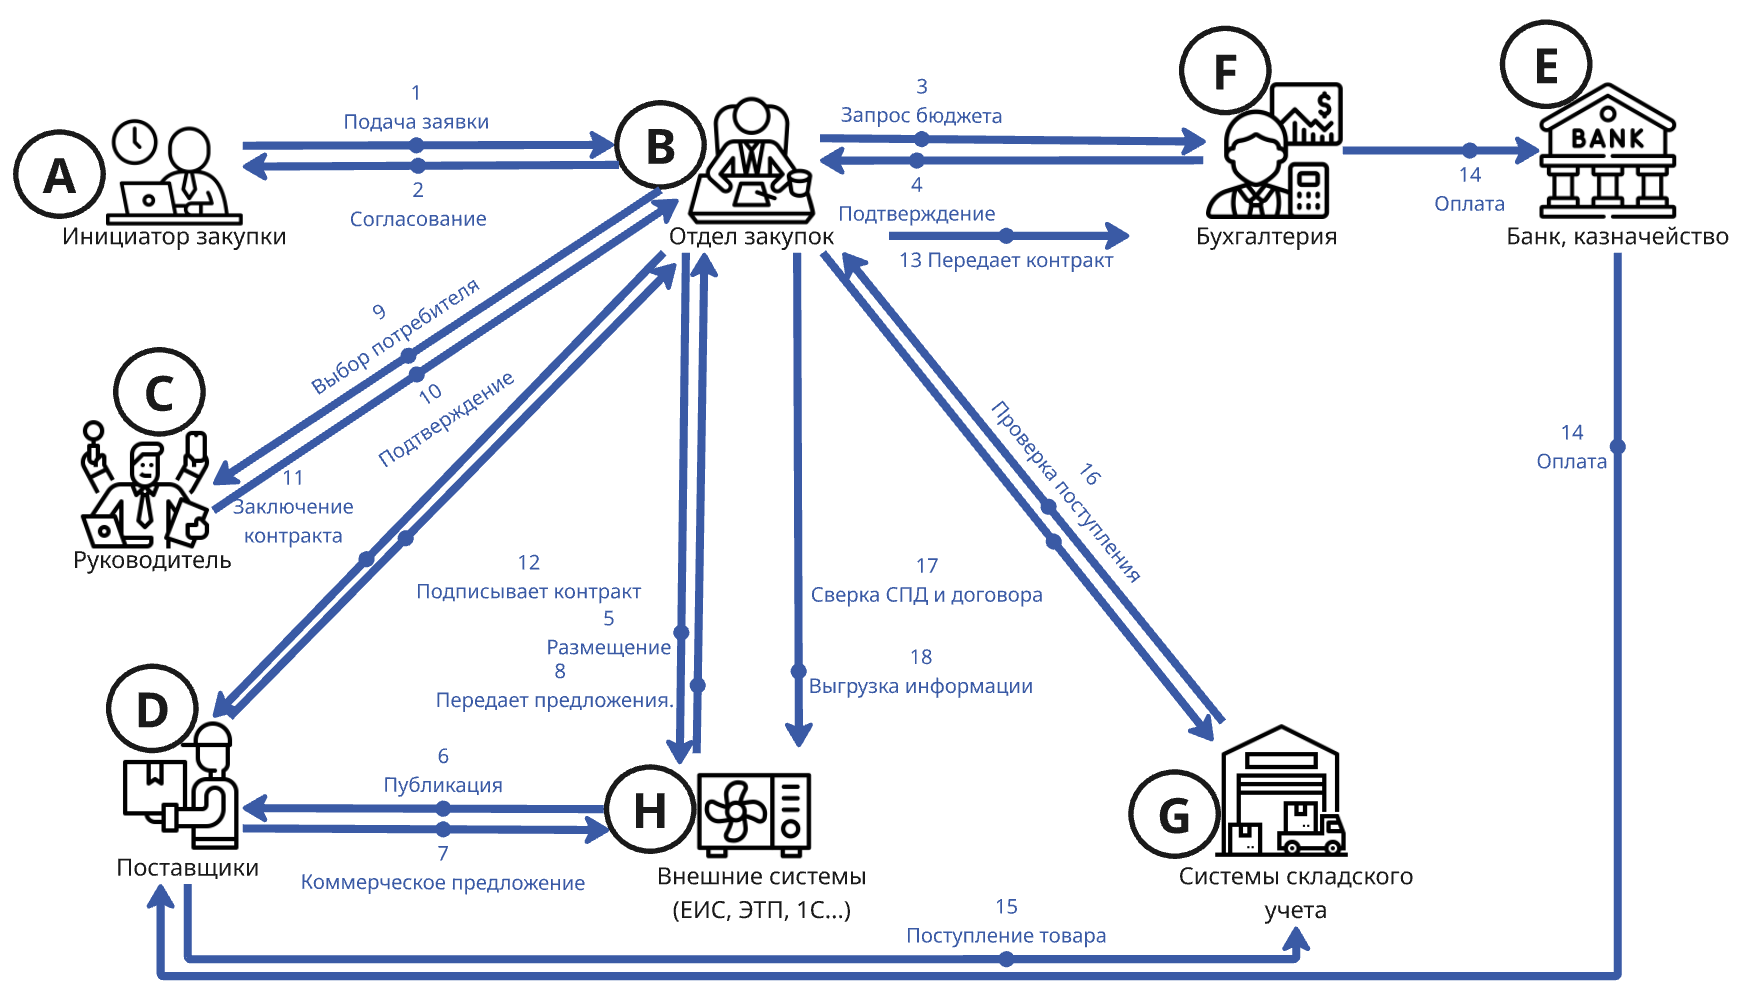 A
Инициатор закупки
1
Подача заявки
2
Согласование
B
Отдел закупок
3
Запрос бюджета
4
Подтверждение
13 Передает контракт
F
$
Бухгалтерия
14
Оплата
E
BANK
Банк, казначейство
9
Выбор потребителя
10
Подтверждение
C
Руководитель
11
Заключение
контракта
12
Подписывает контракт
5
Размещение
8
Передает предложения.
17
Сверка СПД и договора
18
Выгрузка информации
16
Проверка поступления
14
Оплата
D
Поставщики
6
Публикация
7
Коммерческое предложение
H
Внешние системы
(ЕИС, ЭТП, 1С...)
G
Системы складского
учета
15
Поступление товара